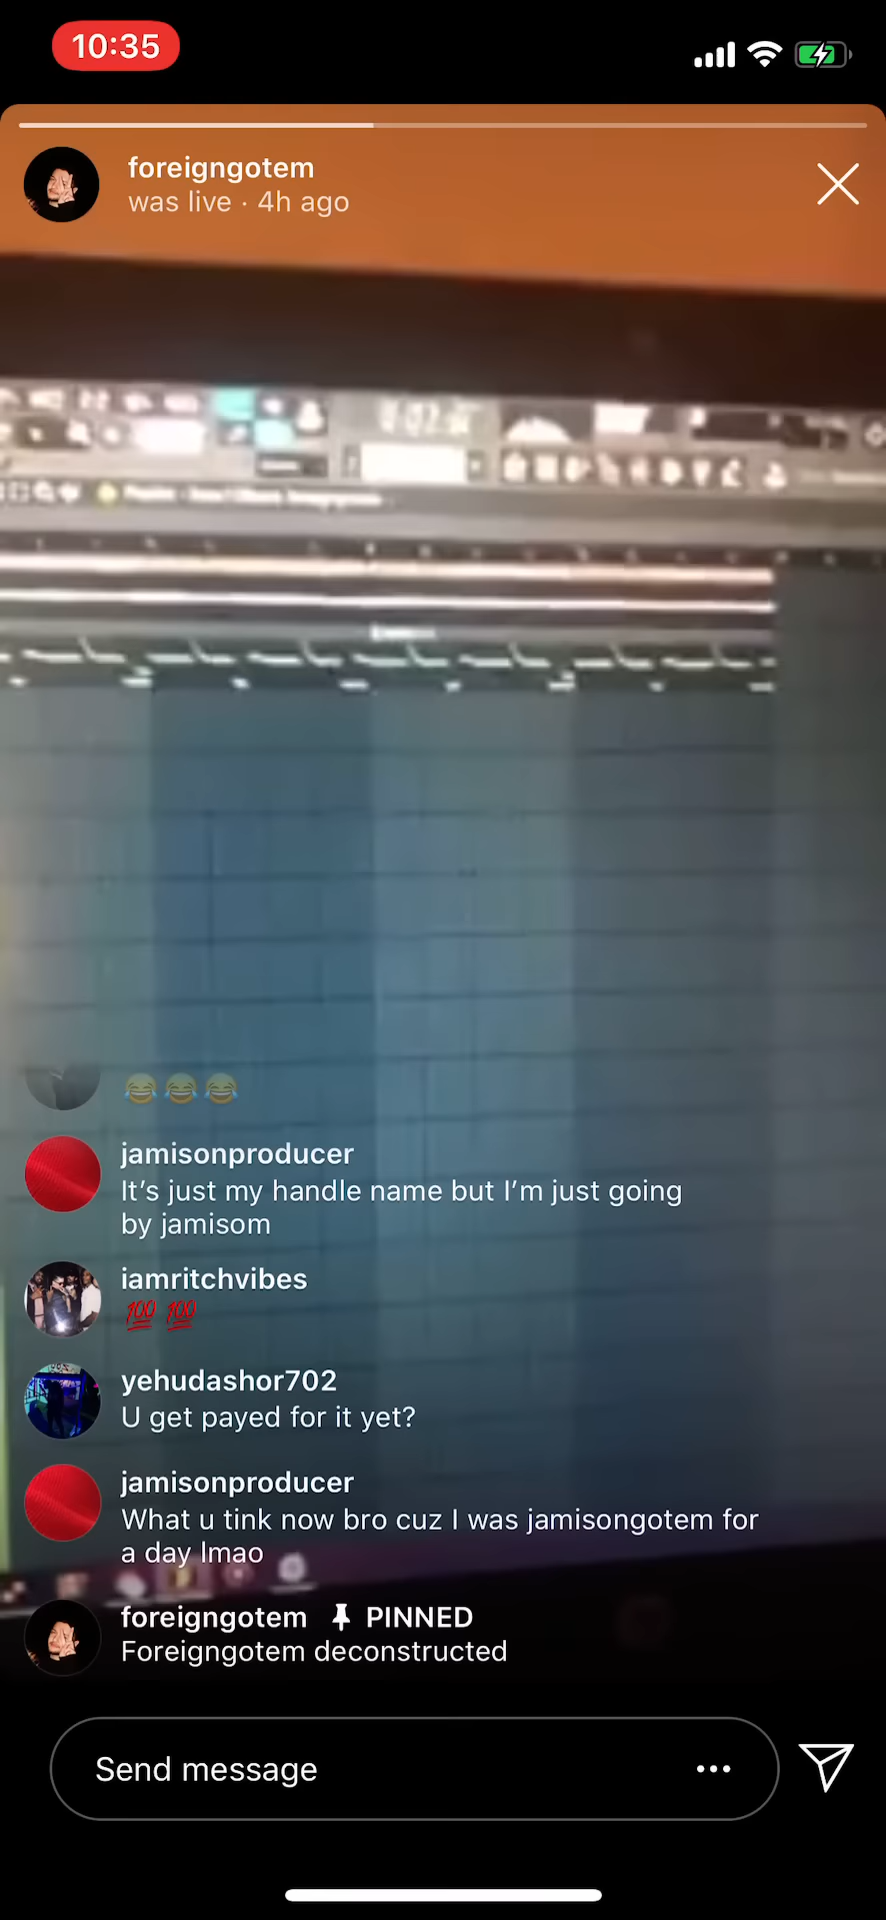 10:35
foreigngotem
was live · 4h ago
😂😂😂
jamisonproducer
It’s just my handle name but I’m just going
by jamisom
iamritchvibes
💯💯
yehudashor702
U get payed for it yet?
jamisonproducer
What u tink now bro cuz I was jamisongotem for
a day lmao
foreigngotem 📌 PINNED
Foreigngotem deconstructed
Send message